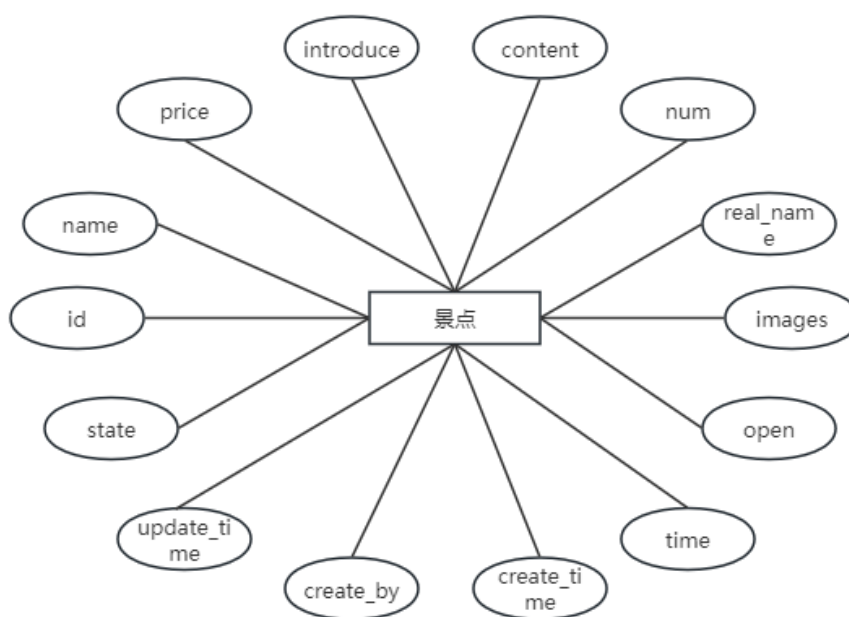 introduce
content
price
num
name
real_nam
e
id
景点
images
state
open
update_ti
me
time
create_by
create_ti
me